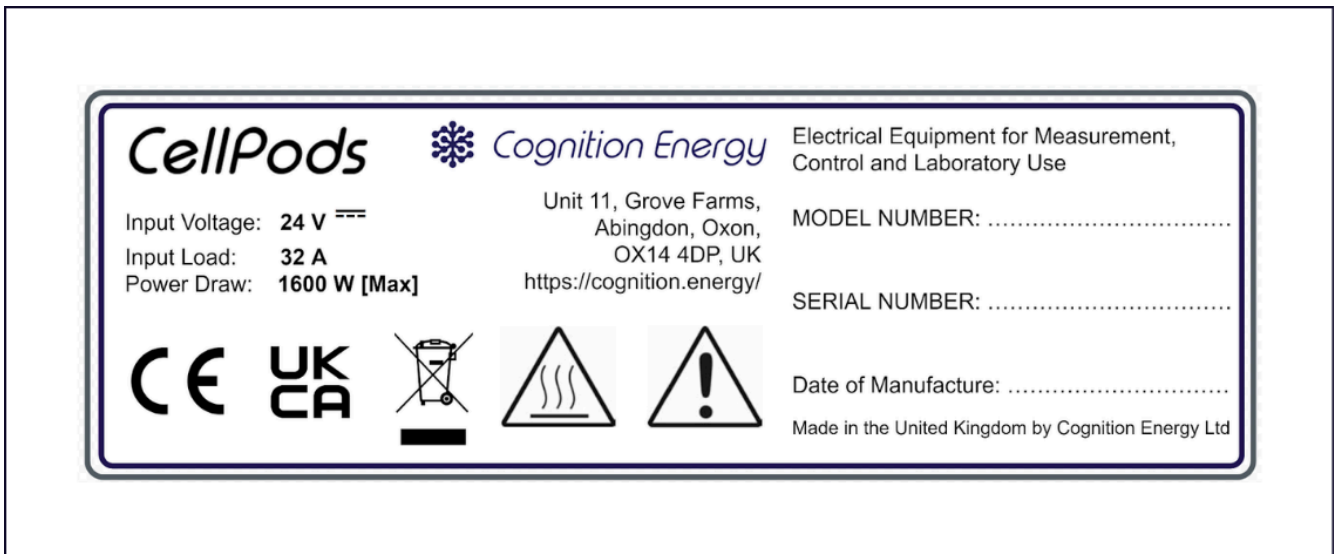 CellPods
Cognition Energy
Input Voltage: 24 V
Input Load: 32 A
Power Draw: 1600 W [Max]
Unit 11, Grove Farms,
Abingdon, Oxon,
OX14 4DP, UK
https://cognition.energy/
CE
UK
CA
Electrical Equipment for Measurement,
Control and Laboratory Use
MODEL NUMBER: .................................
SERIAL NUMBER: .................................
Date of Manufacture: ..............................
Made in the United Kingdom by Cognition Energy Ltd